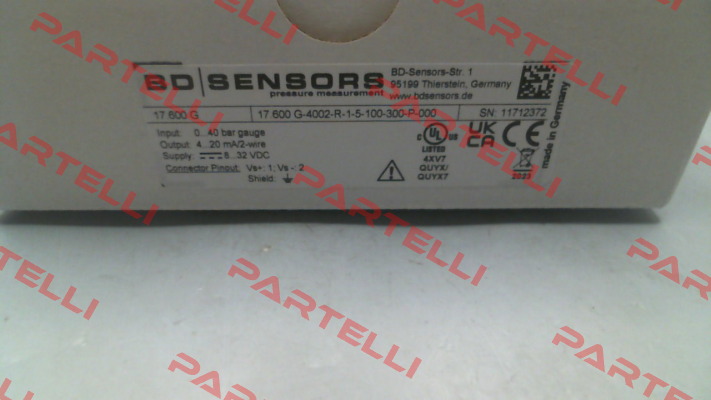 BD|SENSORS
pressure measurement
BD-Sensors-Str. 1
95199 Thierstein, Germany
www.bdsensors.de
17 600 G
17 600 G-4002-R-1-5-100-300-P-000
SN: 11712372
Input: 0...40 bar gauge
Output: 4...20 mA/2-wire
Supply: 8...32 VDC
Connector Pinout: Vs+: 1; Vs -: 2
Shield:
c UL us
LISTED
4XV7
QUYX/
QUYX7
UK
CA
CE
2022
made in Germany
PARTELLI
PARTELLI
PARTELLI
PARTELLI
PARTELLI
PARTELLI
PARTELLI
PARTELLI